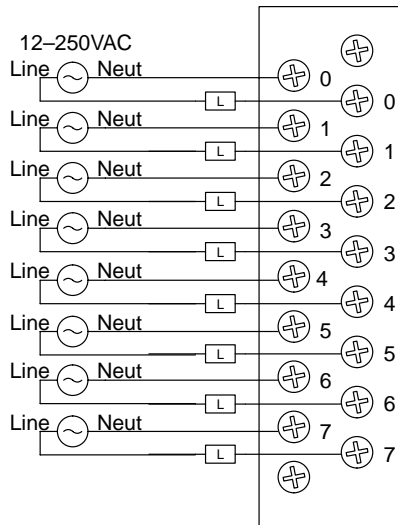 12–250VAC
Line Neut 0
L 0
Line Neut 1
L 1
Line Neut 2
L 2
Line Neut 3
L 3
Line Neut 4
L 4
Line Neut 5
L 5
Line Neut 6
L 6
Line Neut 7
L 7